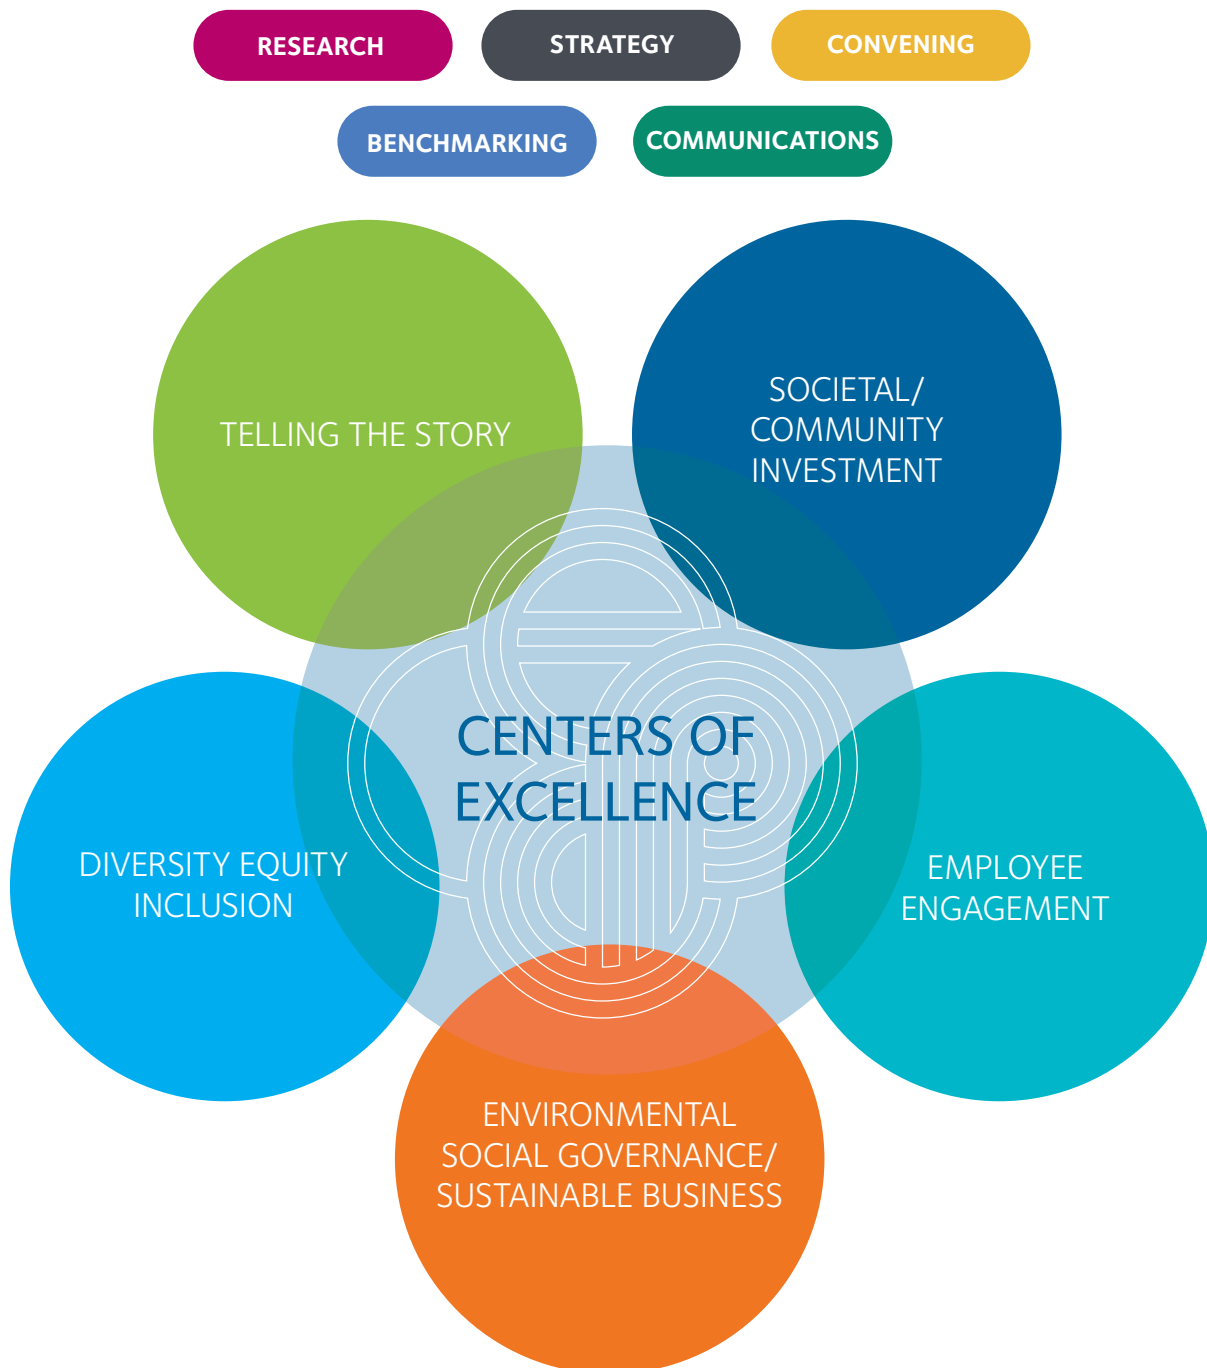 RESEARCH
STRATEGY
CONVENING
BENCHMARKING
COMMUNICATIONS
TELLING THE STORY
SOCIETAL/
COMMUNITY
INVESTMENT
CENTERS OF
EXCELLENCE
DIVERSITY EQUITY
INCLUSION
EMPLOYEE
ENGAGEMENT
ENVIRONMENTAL
SOCIAL GOVERNANCE/
SUSTAINABLE BUSINESS